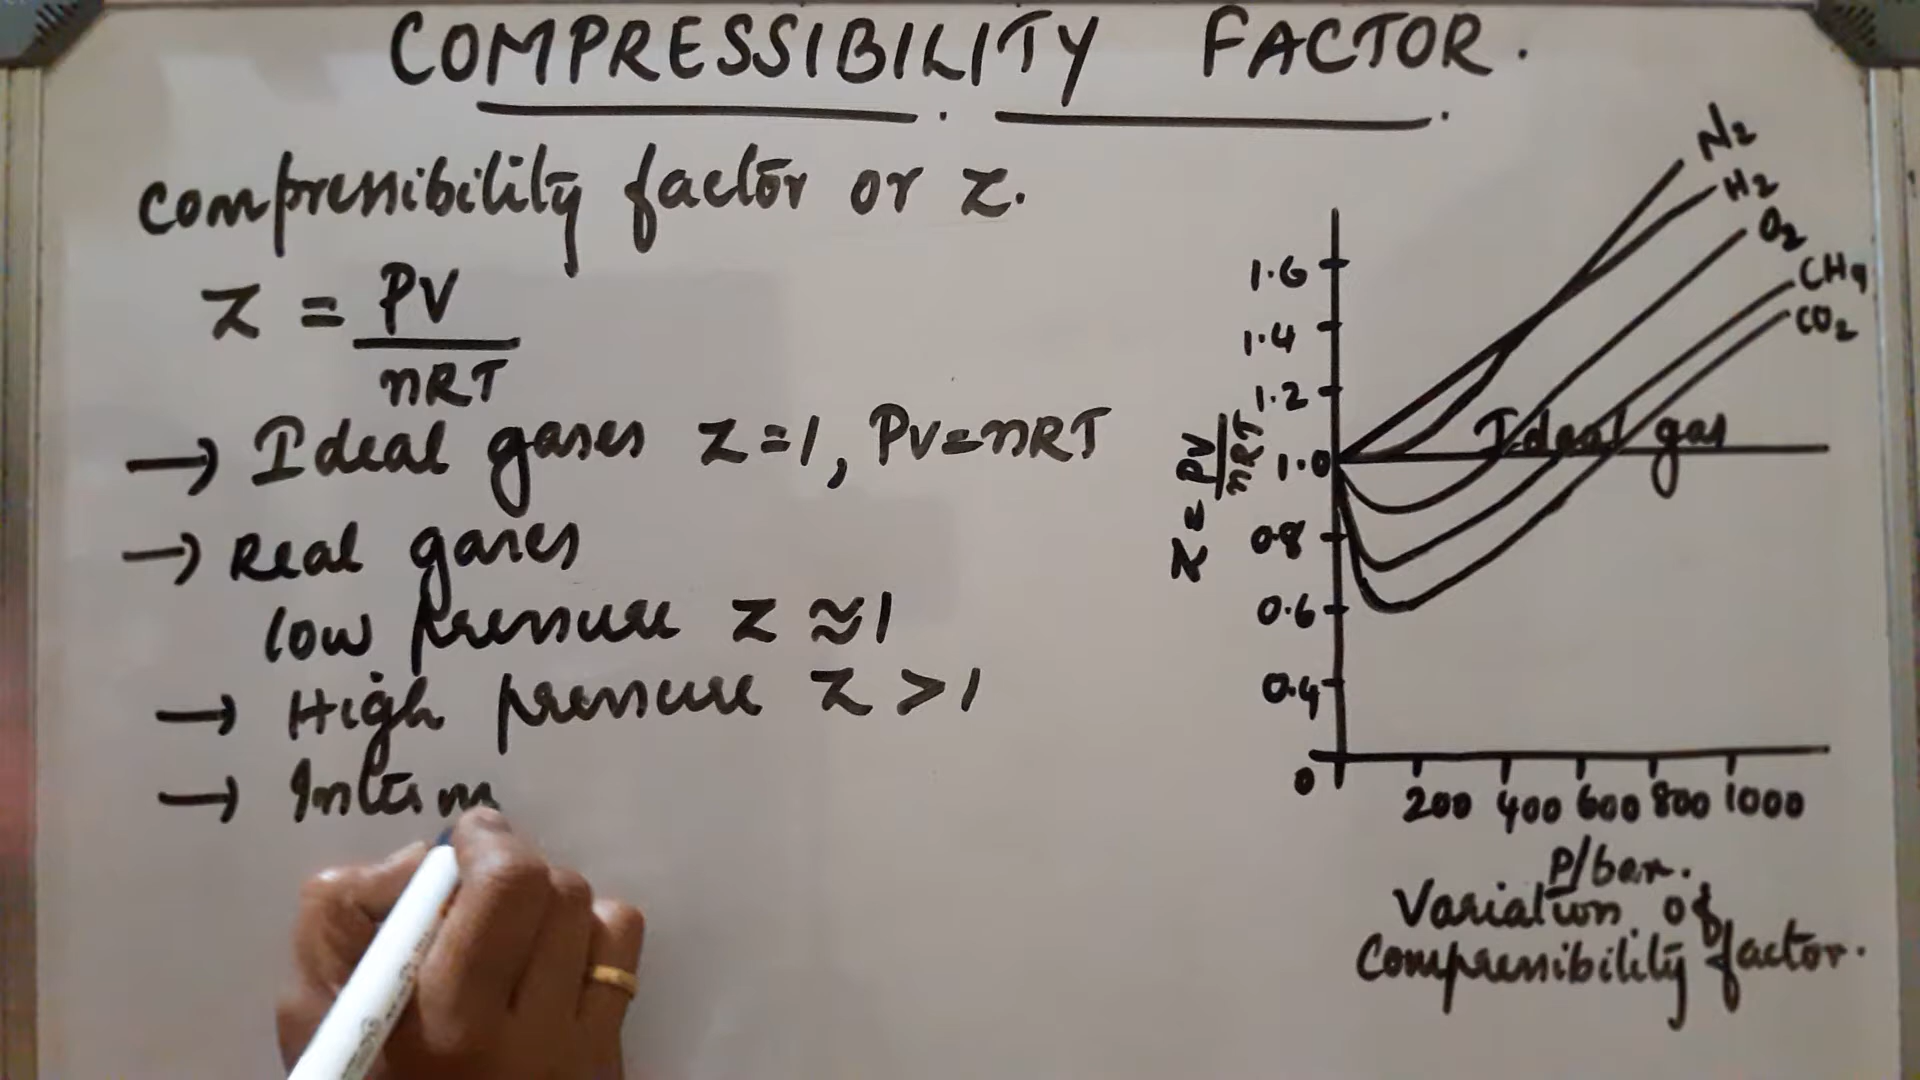 COMPRESSIBILITY FACTOR.
Compressibility factor or Z.
Z = PV
nRT
→ Ideal gases Z=1, PV=nRT
→ Real gases
low pressure Z ≈ 1
→ High pressure Z > 1
→ Interm
N2
H2
O2
CH4
CO2
1.6
1.4
1.2
1.0
0.8
0.6
0.4
0
Z = PV
nRT
Ideal gas
200 400 600 800 1000
P/bar.
Variation of
Compressibility factor.